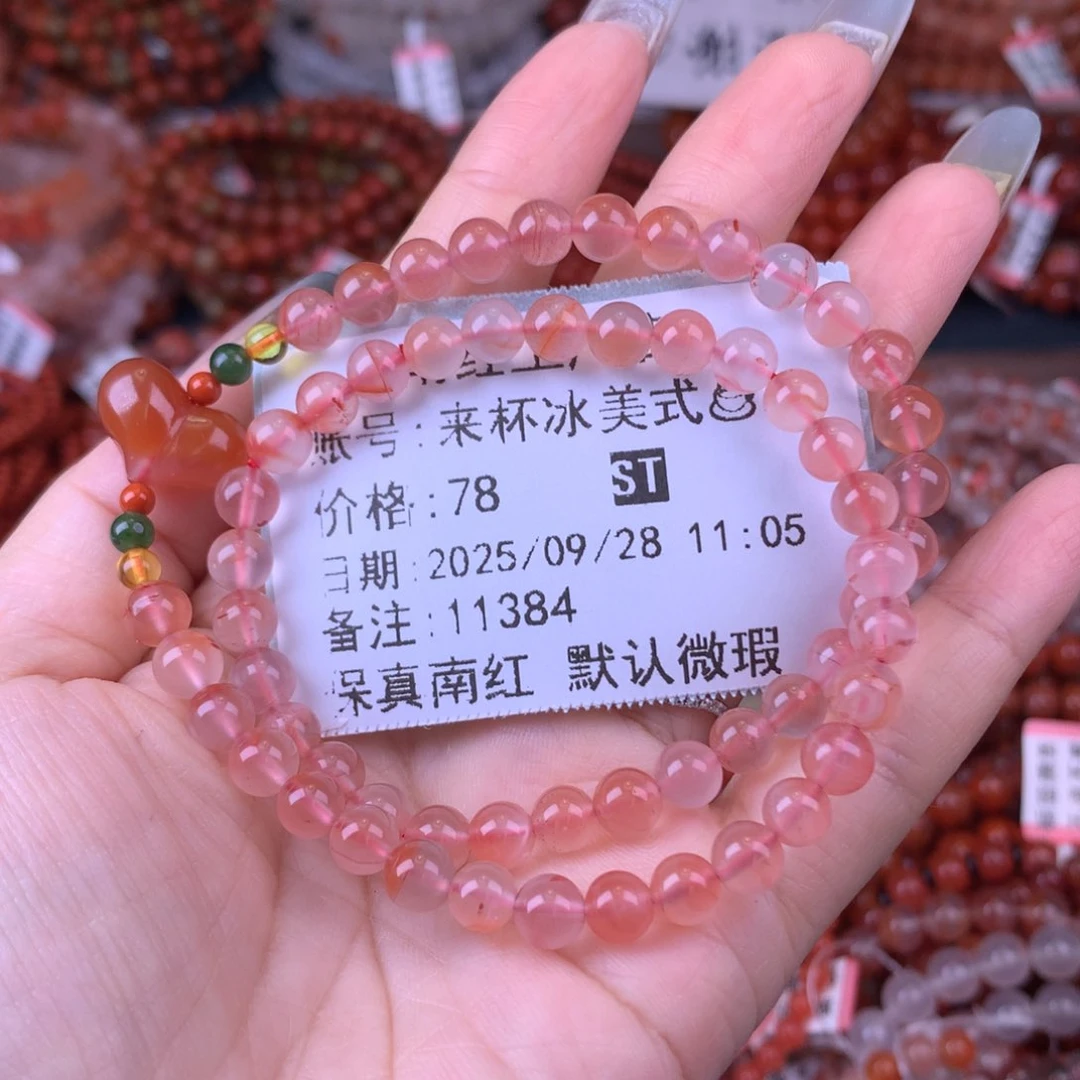 账号:来杯冰美式
价格:78
ST
日期:2025/09/28 11:05
备注:11384
保真南红 默认微瑕